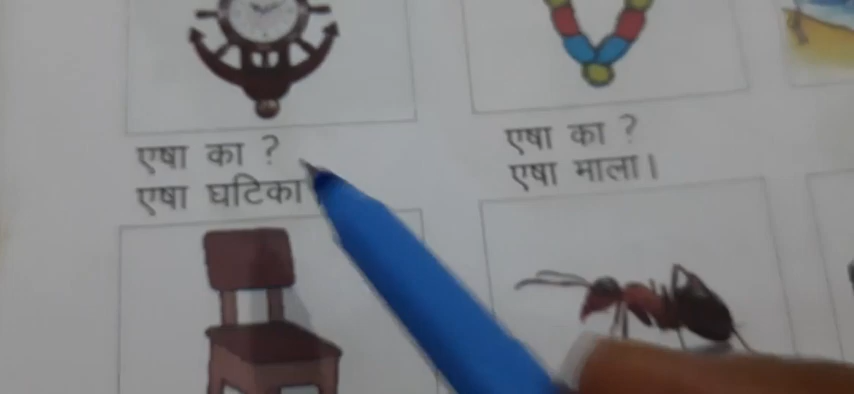 एषा का ?
एषा घटिका
एषा का ?
एषा माला।